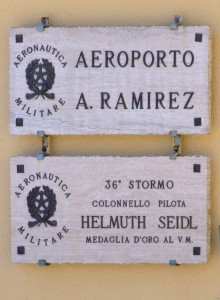 AERONAUTICA
MILITARE
AEROPORTO
A. RAMIREZ
AERONAUTICA
MILITARE
36° STORMO
COLONNELLO PILOTA
HELMUTH SEIDL
MEDAGLIA D'ORO AL V.M.